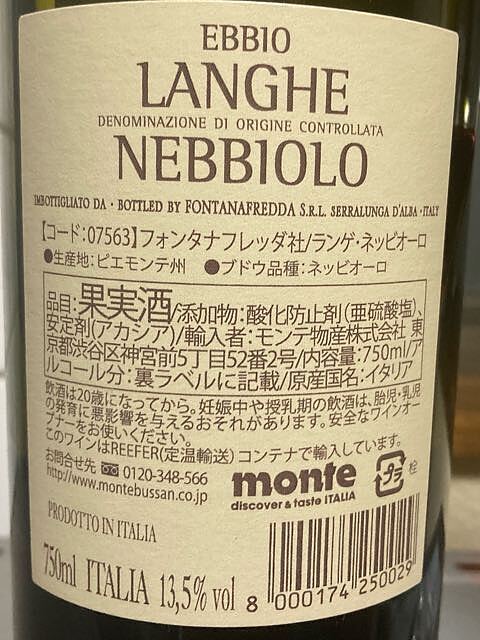 EBBIO
LANGHE
DENOMINAZIONE DI ORIGINE CONTROLLATA
NEBBIOLO
IMBOTTIGLIATO DA · BOTTLED BY FONTANAFREDDA S.R.L. SERRALUNGA D'ALBA · ITALY
【コード:07563】フォンタナフレッダ社/ランゲ・ネッビオーロ
●生産地:ピエモンテ州 ●ブドウ品種:ネッビオーロ
品目:果実酒/添加物:酸化防止剤(亜硫酸塩)、
安定剤(アカシア)/輸入者:モンテ物産株式会社 東
京都渋谷区神宮前5丁目52番2号/内容量:750ml/ア
ルコール分:裏ラベルに記載/原産国名:イタリア
飲酒は20歳になってから。妊娠中や授乳期の飲酒は、胎児・乳児
の発育に悪影響を与えるおそれがあります。安全なワインオー
プナーをお使いください。
このワインはREEFER(定温輸送)コンテナで輸入しています。
お問合せ先 0120-348-566
http://www.montebussan.co.jp
monte
discover & taste ITALIA
プラ 栓
PRODOTTO IN ITALIA
750ml ITALIA 13,5% vol
8 000174 250029